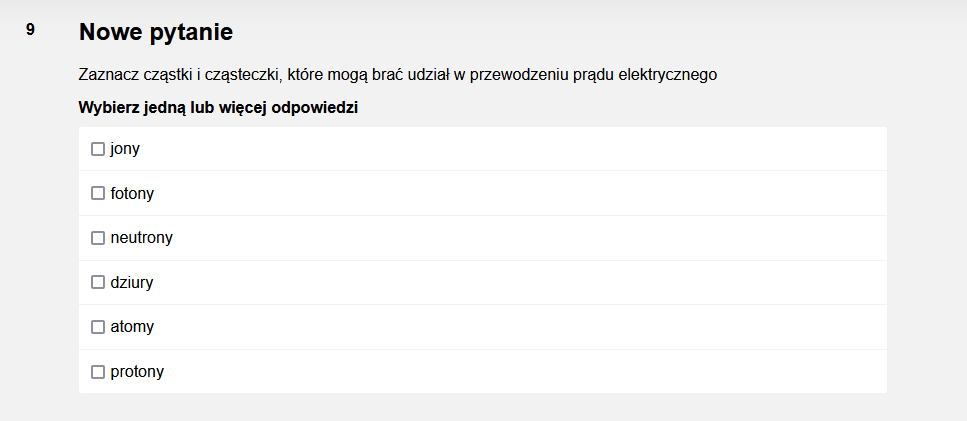 9 Nowe pytanie
Zaznacz cząstki i cząsteczki, które mogą brać udział w przewodzeniu prądu elektrycznego
Wybierz jedną lub więcej odpowiedzi
jony
fotony
neutrony
dziury
atomy
protony